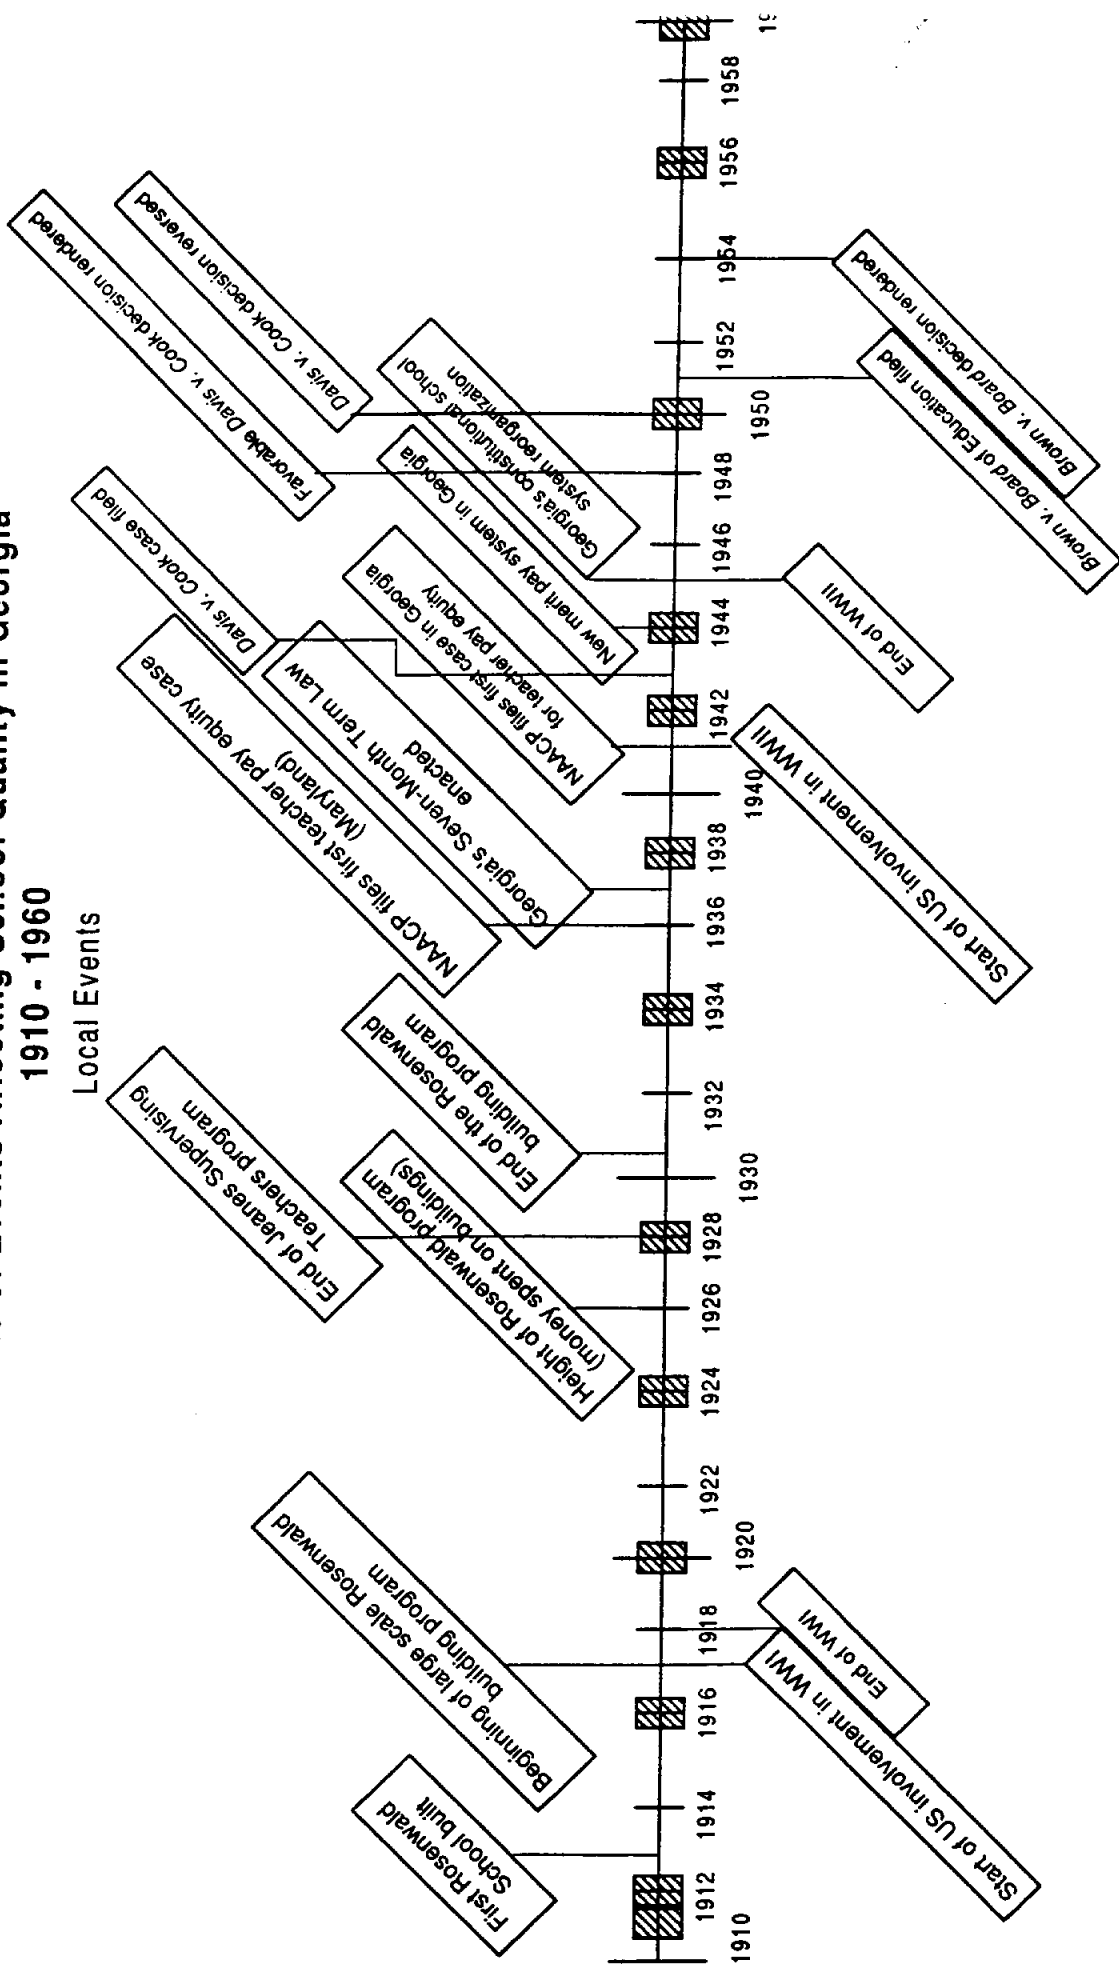 1910 - 1960
Local Events
First Rosenwald
School built
Beginning of large scale Rosenwald
building program
Height of Rosenwald program
(money spent on buildings)
End of Jeanes Supervising
Teachers program
End of the Rosenwald
building program
NAACP files first teacher pay equity case
(Maryland)
Georgia's Seven-Month Term Law
enacted
NAACP files first case in Georgia
for teacher pay equity
Davis v. Cook case filed
New merit pay system in Georgia
Georgia's constitutional school
system reorganization
Favorable Davis v. Cook decision rendered
Davis v. Cook decision reversed
1910
1912
1914
1916
1918
1920
1922
1924
1926
1928
1930
1932
1934
1936
1938
1940
1942
1944
1946
1948
1950
1952
1954
1956
1958
Start of US involvement in WWI
End of WWI
Start of US involvement in WWII
End of WWII
Brown v. Board of Education filed
Brown v. Board decision rendered